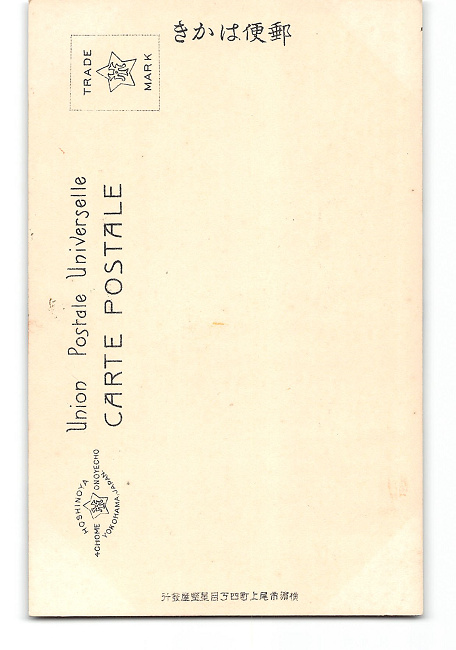 郵便はかき
TRADE
MARK
Union Postale Universelle
CARTE POSTALE
HOSHINOYA
4CHOME ONOYECHO
YOKOHAMA. JAPAN
横濱市尾上町四丁目星野屋發行